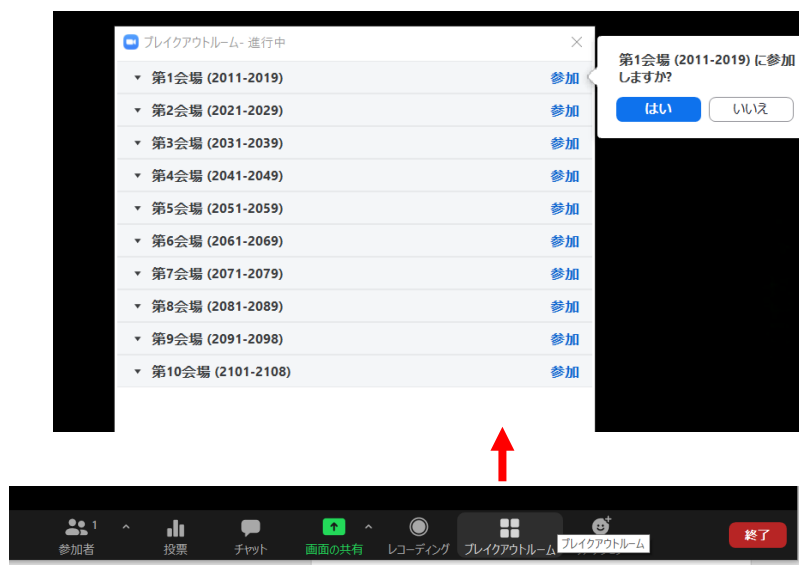 ブレイクアウトルーム- 進行中
第1会場 (2011-2019) 参加
第1会場 (2011-2019) に参加
しますか?
はい いいえ
第2会場 (2021-2029) 参加
第3会場 (2031-2039) 参加
第4会場 (2041-2049) 参加
第5会場 (2051-2059) 参加
第6会場 (2061-2069) 参加
第7会場 (2071-2079) 参加
第8会場 (2081-2089) 参加
第9会場 (2091-2098) 参加
第10会場 (2101-2108) 参加
1
参加者 投票 チャット 画面の共有 レコーディング ブレイクアウトルーム
ブレイクアウトルーム
終了